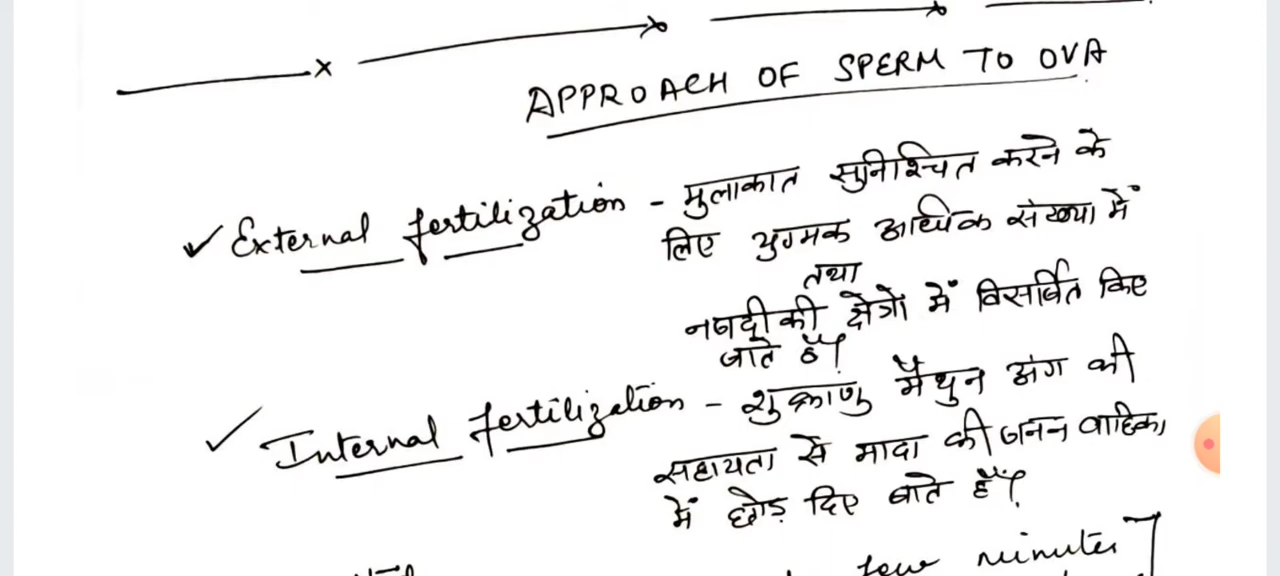 APPROACH OF SPERM TO OVA
✓ External fertilization - मुलाकात सुनिश्चित करने के
लिए युग्मक अधिक संख्या में
तथा
नजदीकी क्षेत्रों में विसर्जित किए
जाते हैं।
✓ Internal fertilization - शुक्राणु मैथुन अंग की
सहायता से मादा की जनन वाहिका
में छोड़ दिए जाते हैं।
few minutes